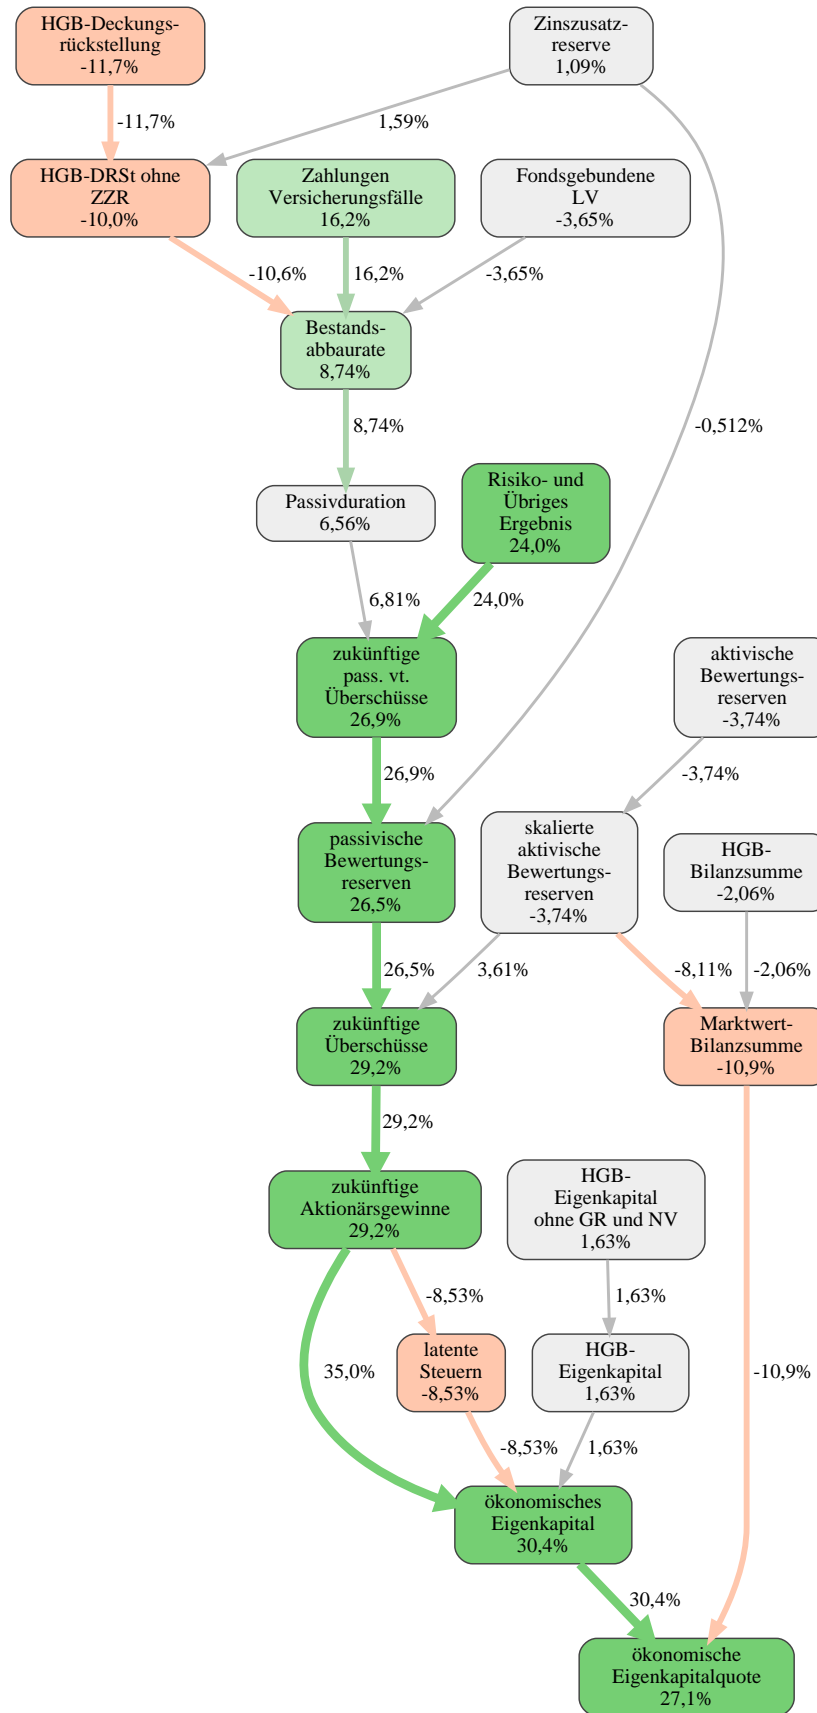 HGB-Deckungs-
rückstellung
-11,7%
Zinszusatz-
reserve
1,09%
-11,7%
1,59%
HGB-DRSt ohne
ZZR
-10,0%
Zahlungen
Versicherungsfälle
16,2%
Fondsgebundene
LV
-3,65%
-10,6%
16,2%
-3,65%
Bestands-
abbaurate
8,74%
8,74%
-0,512%
Passivduration
6,56%
Risiko- und
Übriges
Ergebnis
24,0%
6,81%
24,0%
zukünftige
pass. vt.
Überschüsse
26,9%
aktivische
Bewertungs-
reserven
-3,74%
26,9%
-3,74%
passivische
Bewertungs-
reserven
26,5%
skalierte
aktivische
Bewertungs-
reserven
-3,74%
HGB-
Bilanzsumme
-2,06%
26,5%
3,61%
-8,11%
-2,06%
zukünftige
Überschüsse
29,2%
Marktwert-
Bilanzsumme
-10,9%
29,2%
zukünftige
Aktionärsgewinne
29,2%
HGB-
Eigenkapital
ohne GR und NV
1,63%
-8,53%
1,63%
35,0%
latente
Steuern
-8,53%
HGB-
Eigenkapital
1,63%
-10,9%
-8,53%
1,63%
ökonomisches
Eigenkapital
30,4%
30,4%
ökonomische
Eigenkapitalquote
27,1%